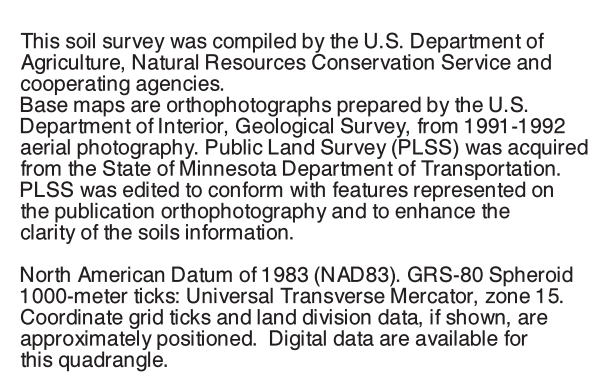 This soil survey was compiled by the U.S. Department of
Agriculture, Natural Resources Conservation Service and
cooperating agencies.
Base maps are orthophotographs prepared by the U.S.
Department of Interior, Geological Survey, from 1991-1992
aerial photography. Public Land Survey (PLSS) was acquired
from the State of Minnesota Department of Transportation.
PLSS was edited to conform with features represented on
the publication orthophotography and to enhance the
clarity of the soils information.

North American Datum of 1983 (NAD83). GRS-80 Spheroid
1000-meter ticks: Universal Transverse Mercator, zone 15.
Coordinate grid ticks and land division data, if shown, are
approximately positioned.  Digital data are available for
this quadrangle.